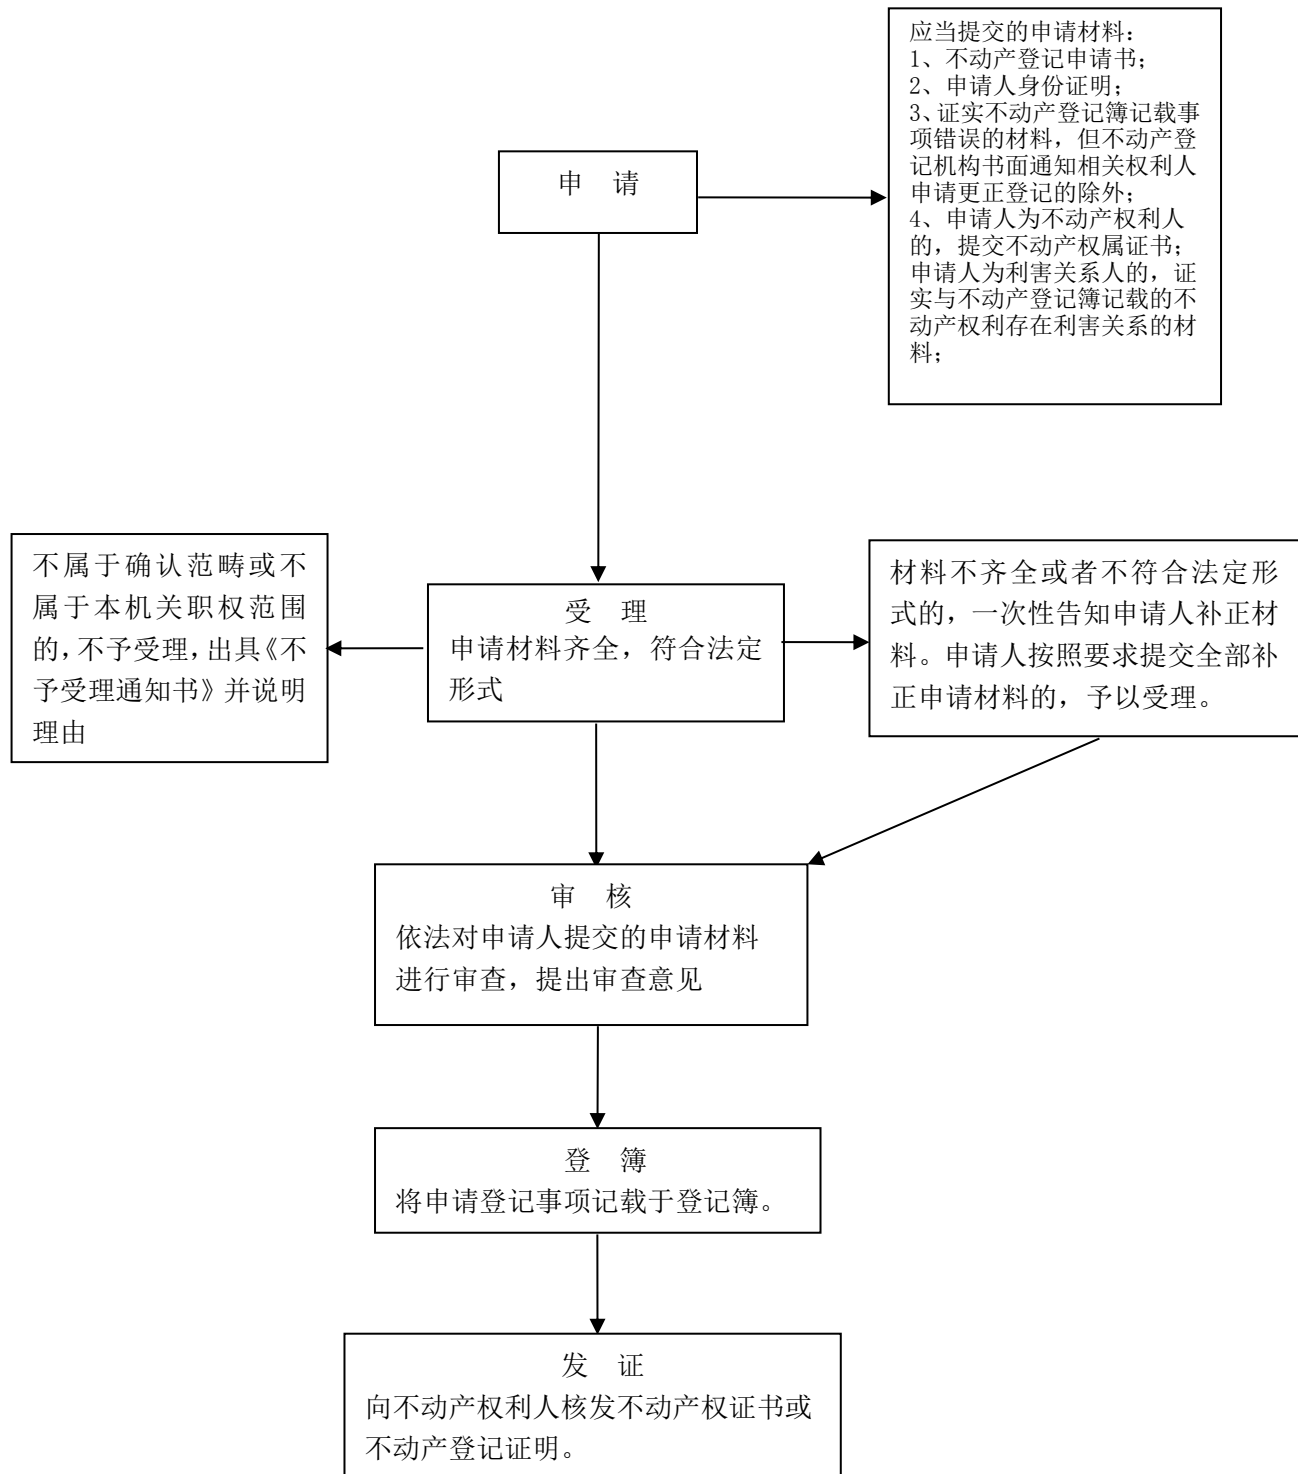 应当提交的申请材料：
1、不动产登记申请书；
2、申请人身份证明；
3、证实不动产登记簿记载事
项错误的材料，但不动产登
记机构书面通知相关权利人
申请更正登记的除外；
4、申请人为不动产权利人
的，提交不动产权属证书；
申请人为利害关系人的，证
实与不动产登记簿记载的不
动产权利存在利害关系的材
料；
申 请
不属于确认范畴或不
属于本机关职权范围
的，不予受理，出具《不
予受理通知书》并说明
理由
受 理
申请材料齐全，符合法定
形式
材料不齐全或者不符合法定形
式的，一次性告知申请人补正材
料。申请人按照要求提交全部补
正申请材料的，予以受理。
审 核
依法对申请人提交的申请材料
进行审查，提出审查意见
登 簿
将申请登记事项记载于登记簿。
发 证
向不动产权利人核发不动产权证书或
不动产登记证明。